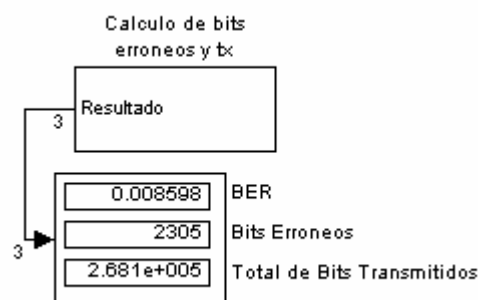 Calculo de bits
erroneos y tx
Resultado
3
0.008598 BER
2305 Bits Erroneos
3
2.681e+005 Total de Bits Transmitidos